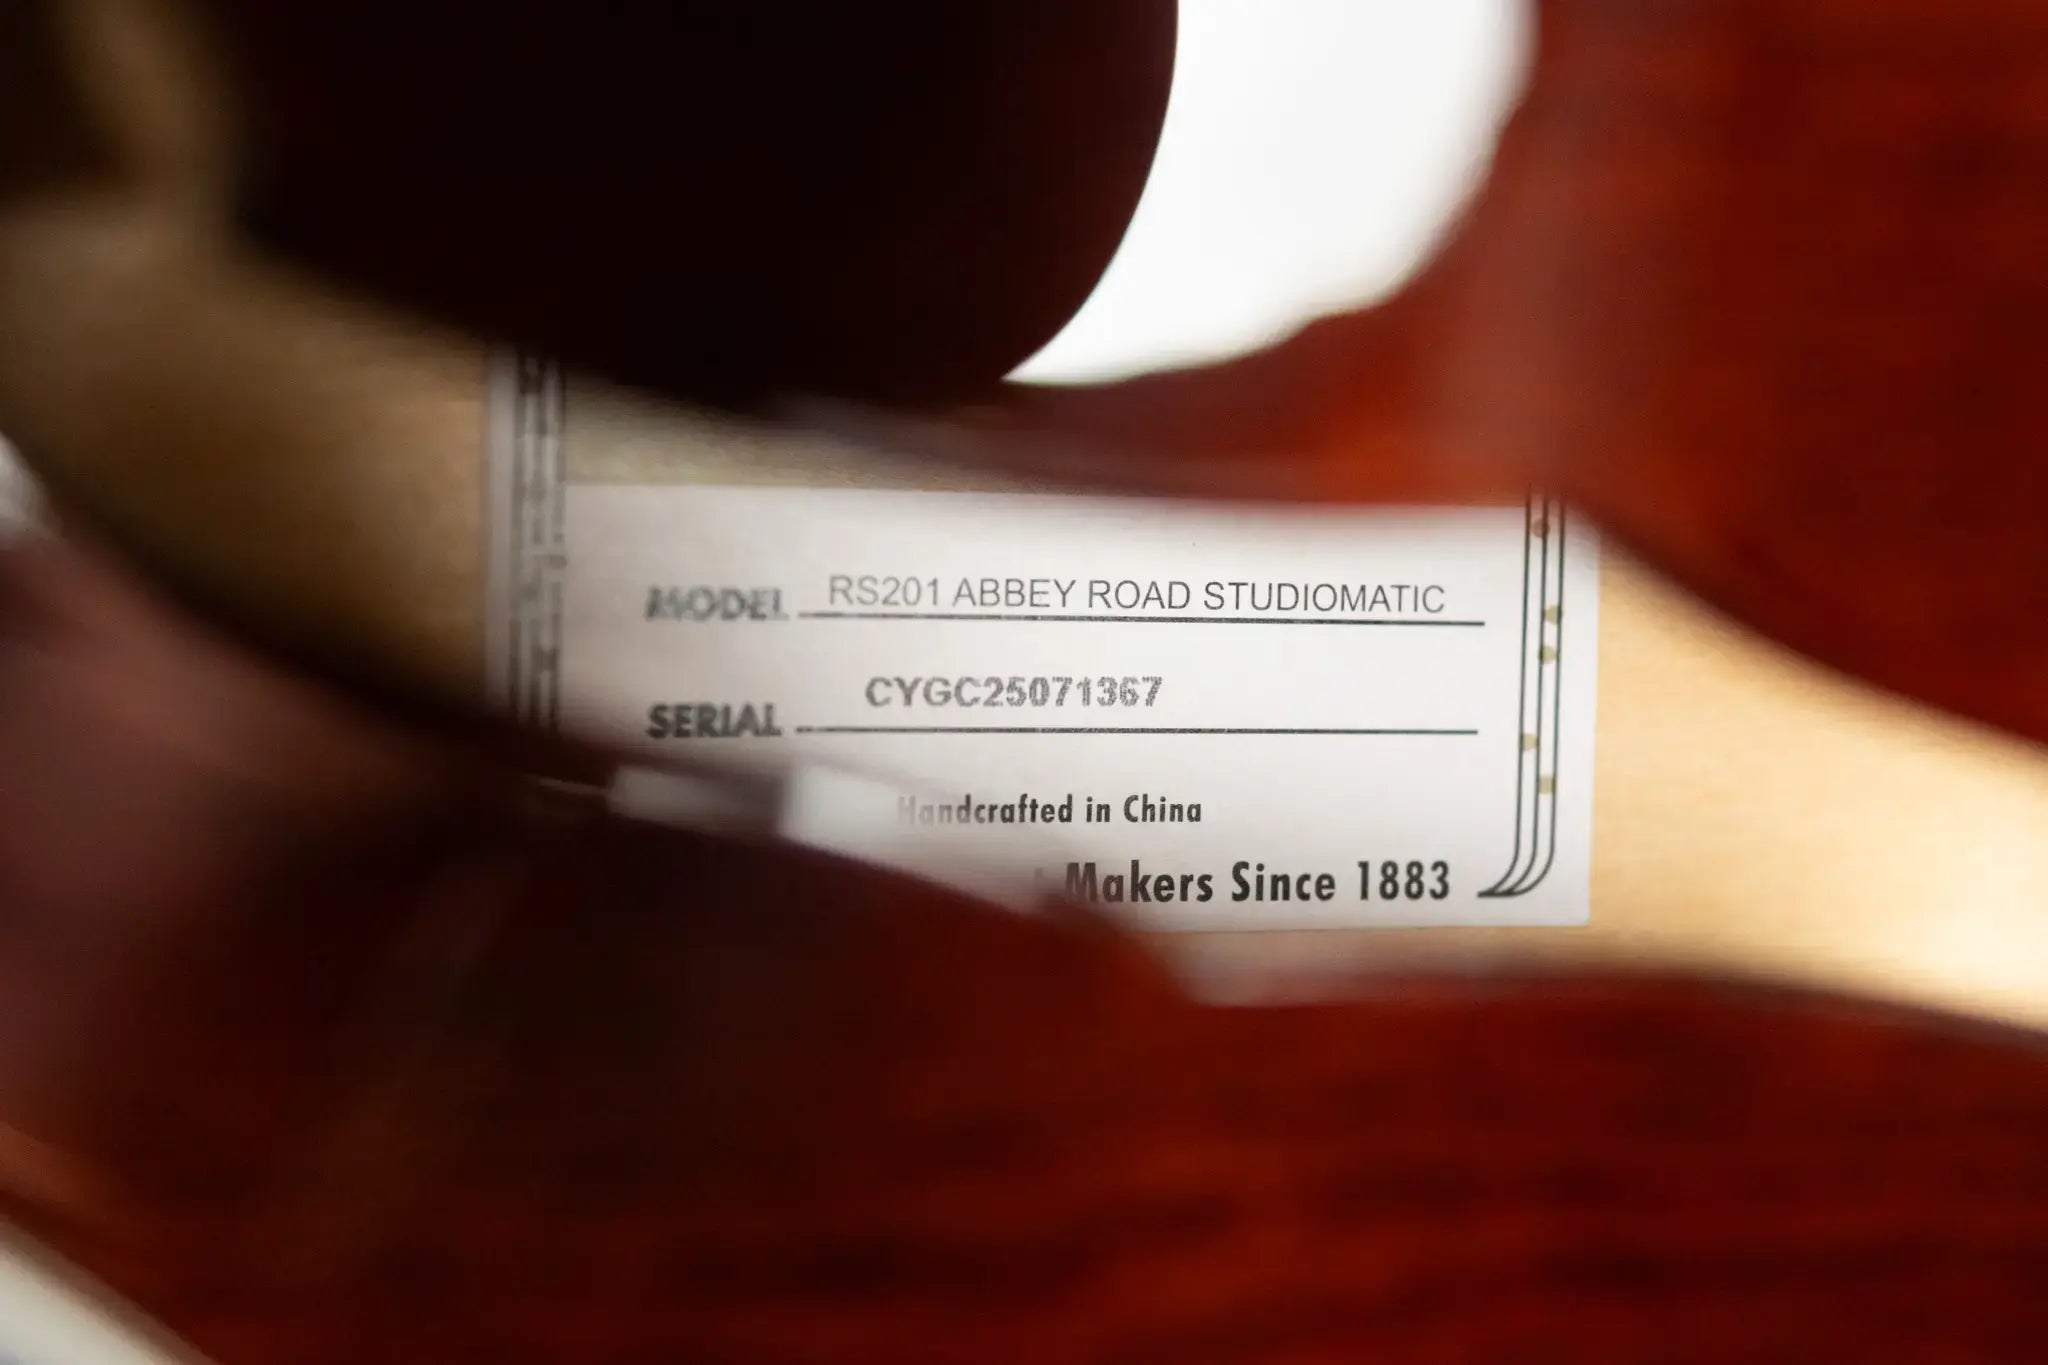 MODEL RS201 ABBEY ROAD STUDIOMATIC
SERIAL CYGC25071367
Handcrafted in China
Makers Since 1883